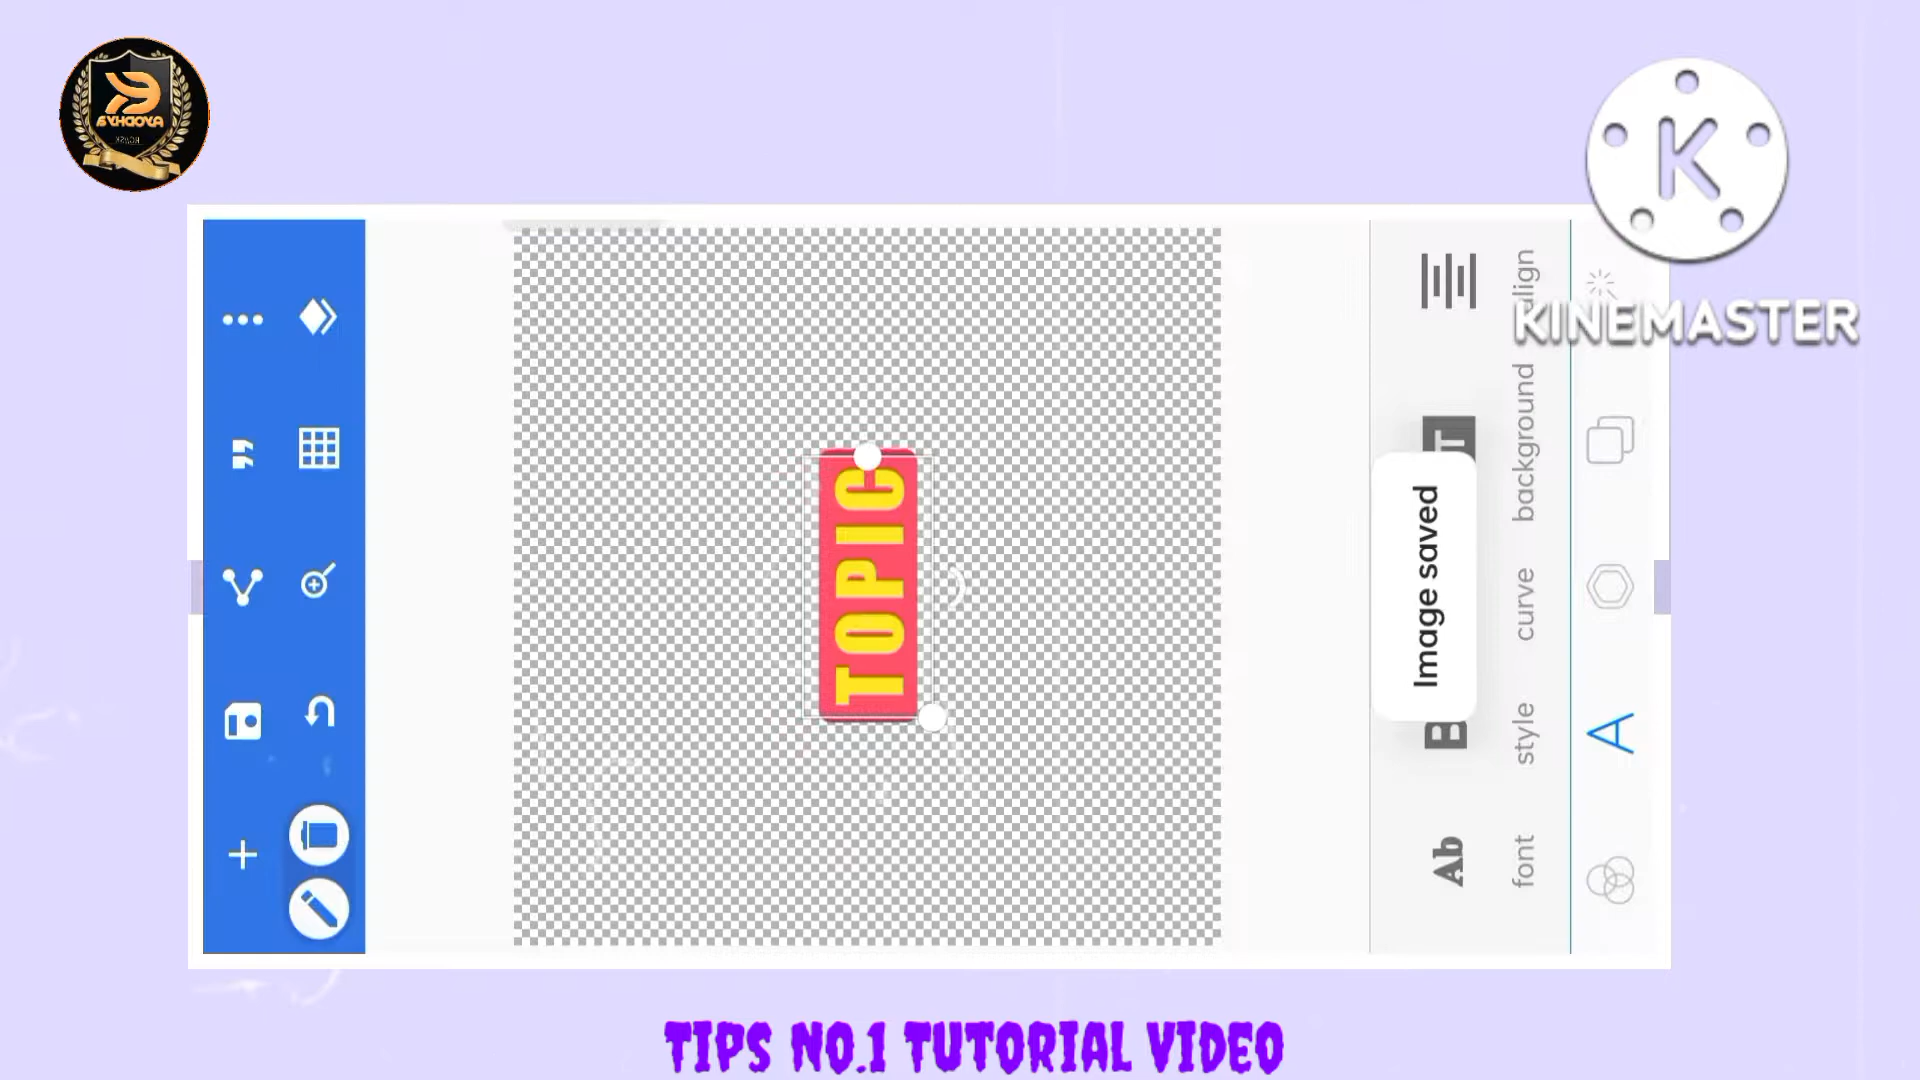 KINEMASTER
K
align
background
curve
style
font
Image saved
B
Ab
A
TOPIC
TIPS NO.1 TUTORIAL VIDEO